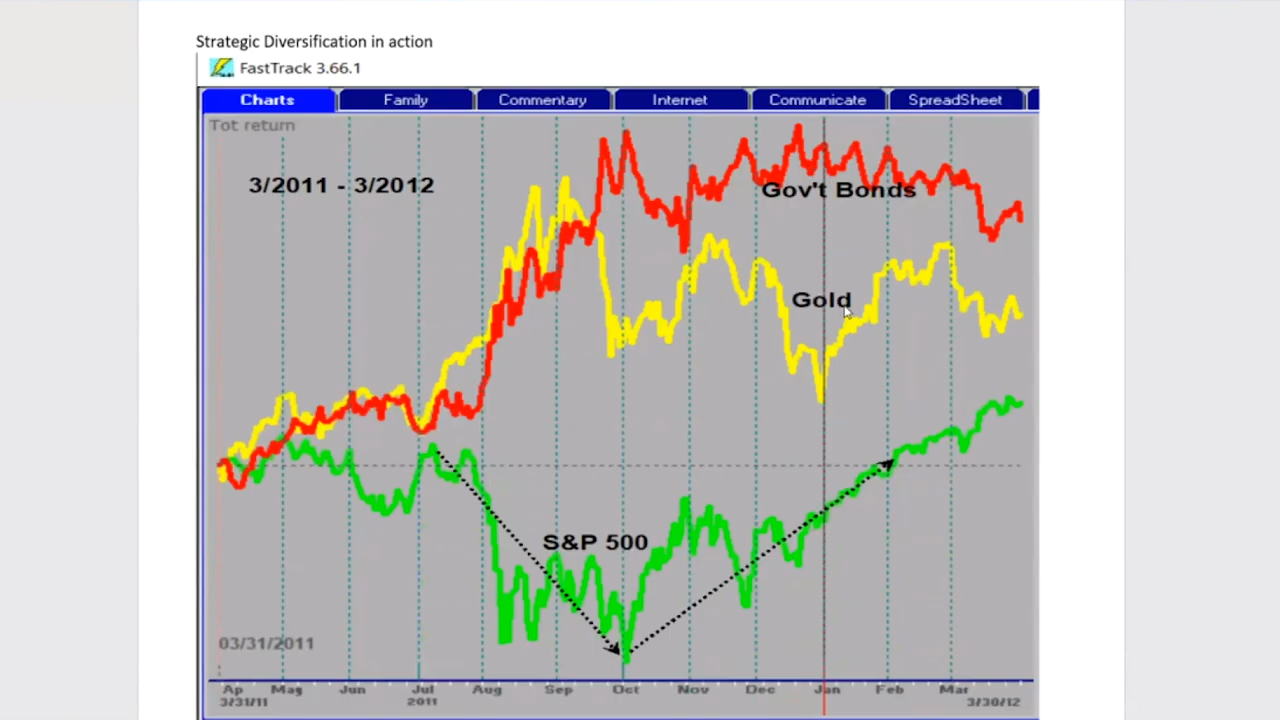 Strategic Diversification in action
FastTrack 3.66.1
Charts Family Commentary Internet Communicate SpreadSheet
Tot return
3/2011 - 3/2012
Gov't Bonds
Gold
S&P 500
03/31/2011
Ap May Jun Jul Aug Sep Oct Nov Dec Jan Feb Mar
3/31/11 2011 3/30/12